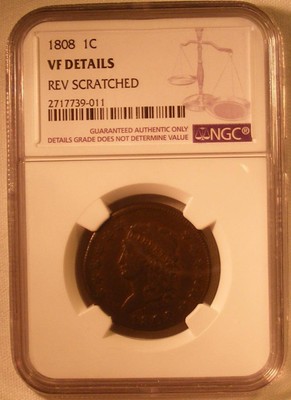 1808 1C
VF DETAILS
REV SCRATCHED
2717739-011
GUARANTEED AUTHENTIC ONLY
DETAILS GRADE DOES NOT DETERMINE VALUE
NGC®